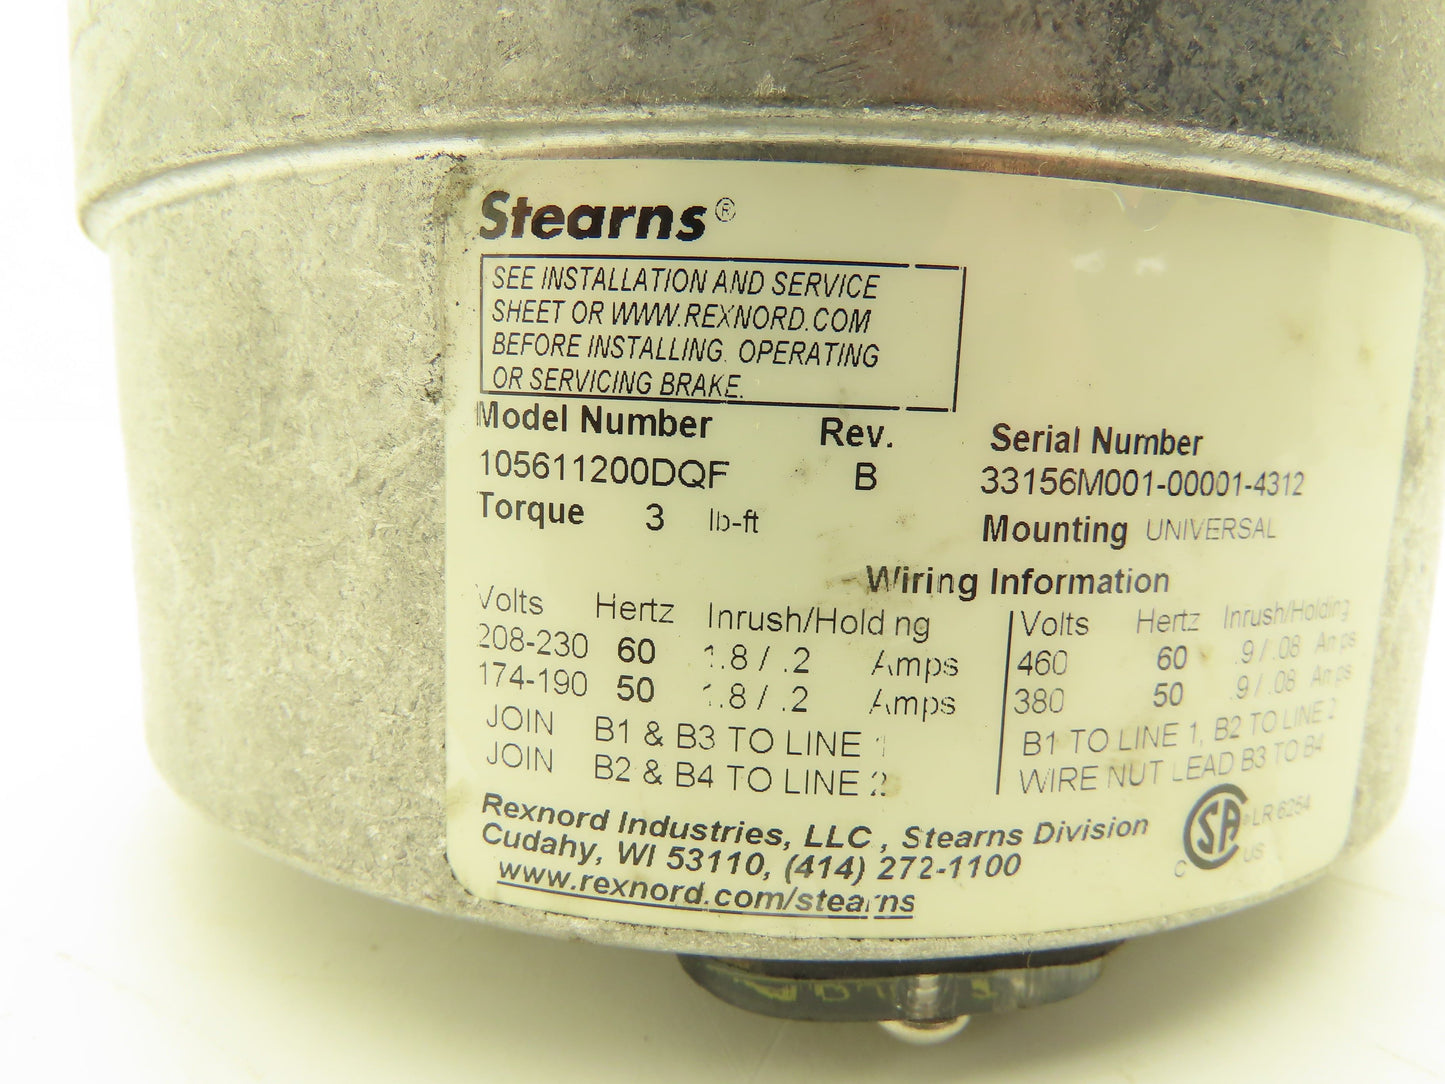 Stearns®
SEE INSTALLATION AND SERVICE
SHEET OR WWW.REXNORD.COM
BEFORE INSTALLING, OPERATING
OR SERVICING BRAKE.
Model Number Rev. Serial Number
105611200DQF B 33156M001-00001-4312
Torque 3 lb-ft Mounting UNIVERSAL
Wiring Information
Volts Hertz Inrush/Holding Volts Hertz Inrush/Holding
208-230 60 1.8 / .2 Amps 460 60 .9 / .08 Amps
174-190 50 1.8 / .2 Amps 380 50 .9 / .08 Amps
JOIN B1 & B3 TO LINE 1 B1 TO LINE 1, B2 TO LINE 2
JOIN B2 & B4 TO LINE 2 WIRE NUT LEAD B3 TO B4
Rexnord Industries, LLC , Stearns Division
Cudahy, WI 53110, (414) 272-1100
www.rexnord.com/stearns
C SA ® US LR 6254